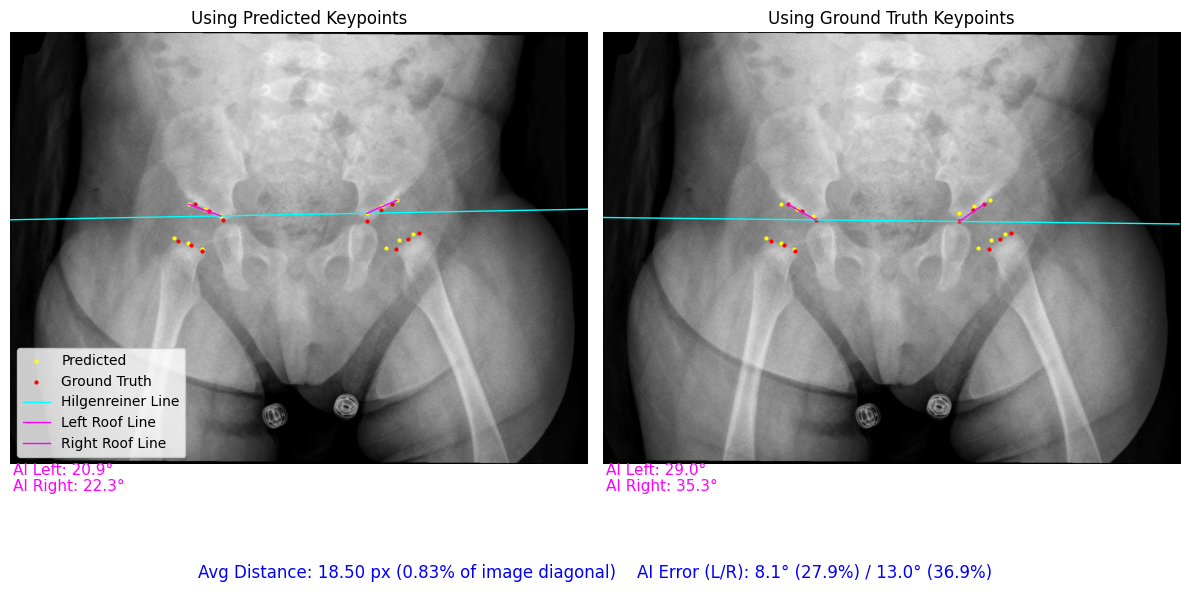 Using Predicted Keypoints
Using Ground Truth Keypoints
Predicted
Ground Truth
Hilgenreiner Line
Left Roof Line
Right Roof Line
AI Left: 20.9°
AI Right: 22.3°
AI Left: 29.0°
AI Right: 35.3°
Avg Distance: 18.50 px (0.83% of image diagonal)    AI Error (L/R): 8.1° (27.9%) / 13.0° (36.9%)